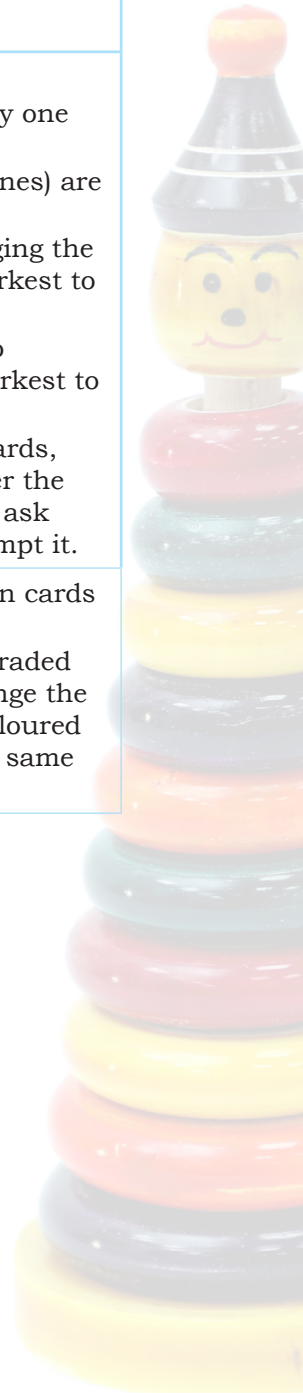 y one
nes) are
ging the
rkest to
o
rkest to
ards,
er the
ask
mpt it.
n cards
raded
nge the
loured
same